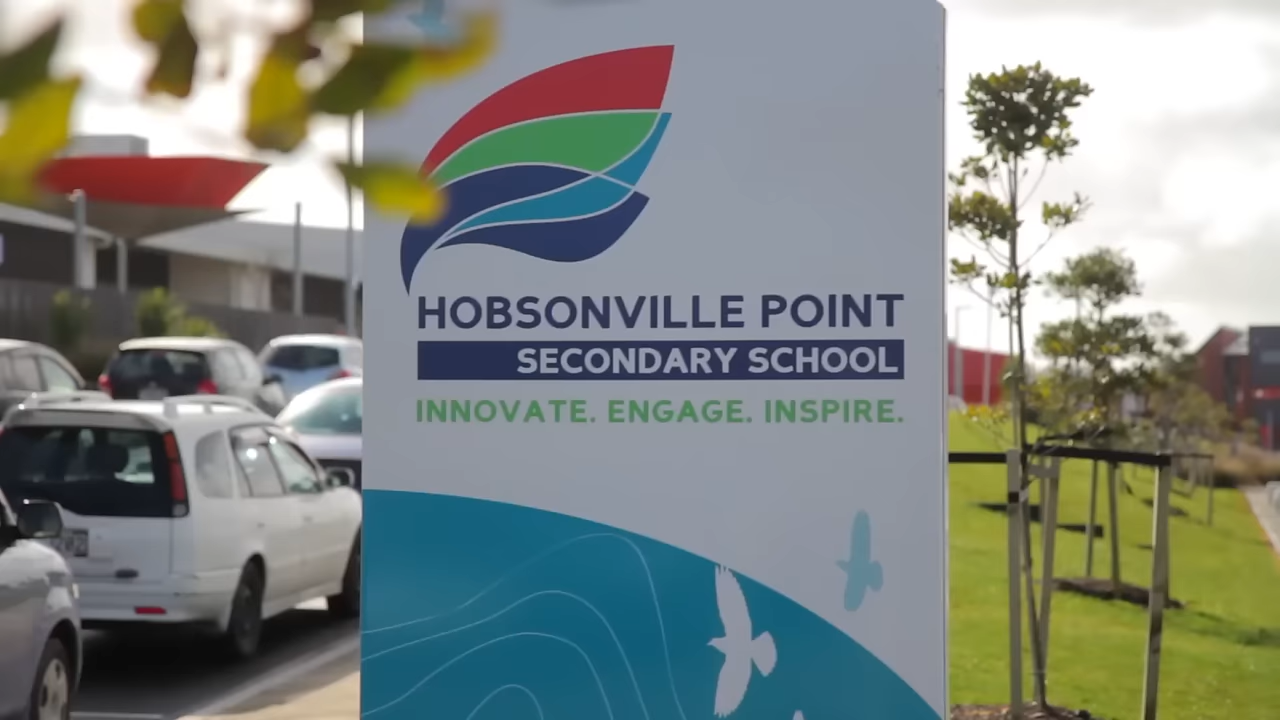 HOBSONVILLE POINT
SECONDARY SCHOOL
INNOVATE. ENGAGE. INSPIRE.